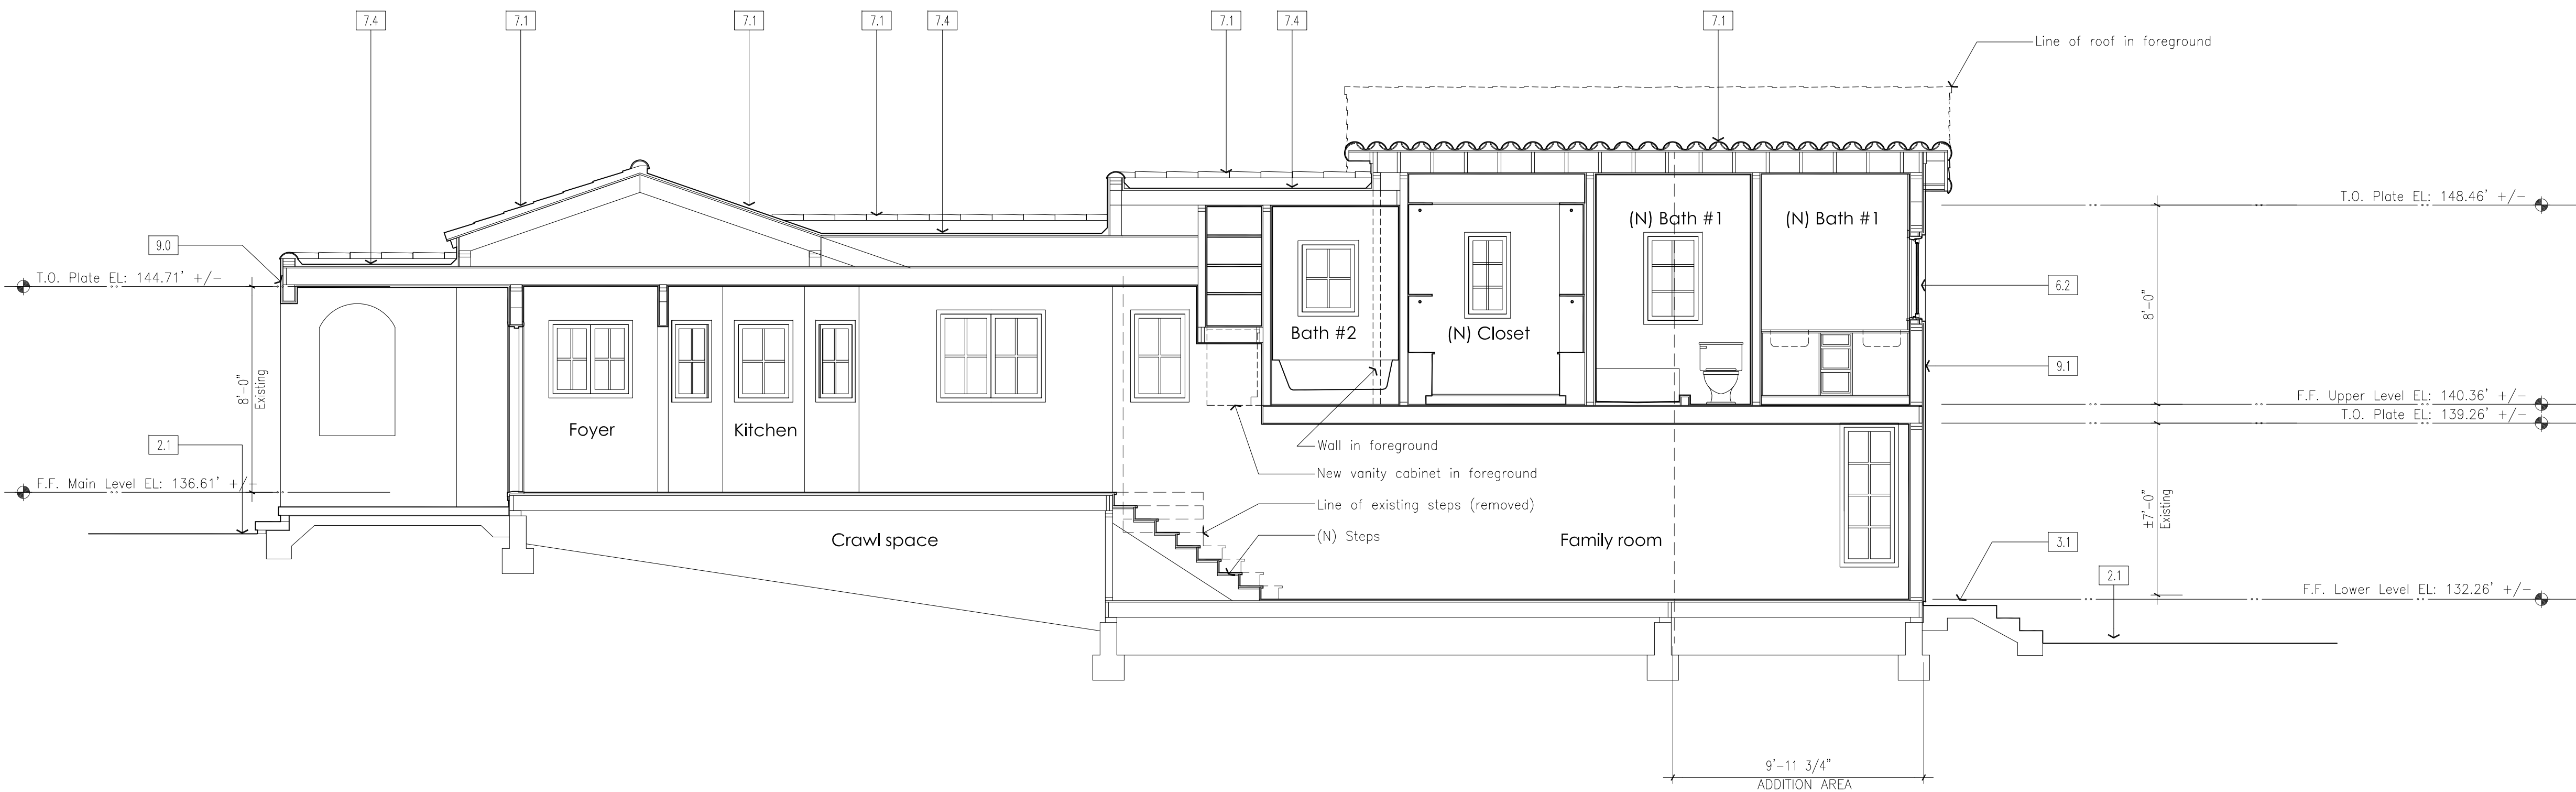 7.4
7.1
7.1
7.1
7.4
7.1
7.4
7.1
Line of roof in foreground
T.O. Plate EL: 148.46' +/-
(N) Bath #1
(N) Bath #1
9.0
T.O. Plate EL: 144.71' +/-
6.2
8'-0"
Bath #2
(N) Closet
9.1
8'-0"
Existing
F.F. Upper Level EL: 140.36' +/-
T.O. Plate EL: 139.26' +/-
Foyer
Kitchen
2.1
Wall in foreground
New vanity cabinet in foreground
F.F. Main Level EL: 136.61' +/-
Line of existing steps (removed)
±7'-0"
Existing
(N) Steps
Crawl space
Family room
3.1
2.1
F.F. Lower Level EL: 132.26' +/-
9'-11 3/4"
ADDITION AREA